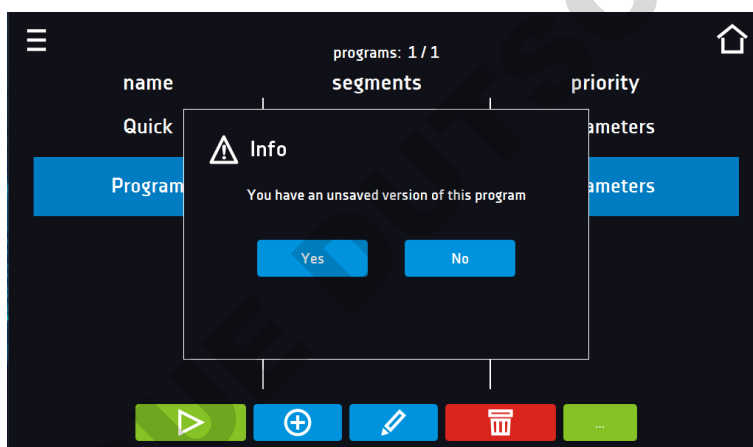 programs: 1 / 1
name segments priority
Quick ameters
Info
Program ameters
You have an unsaved version of this program
Yes No
...